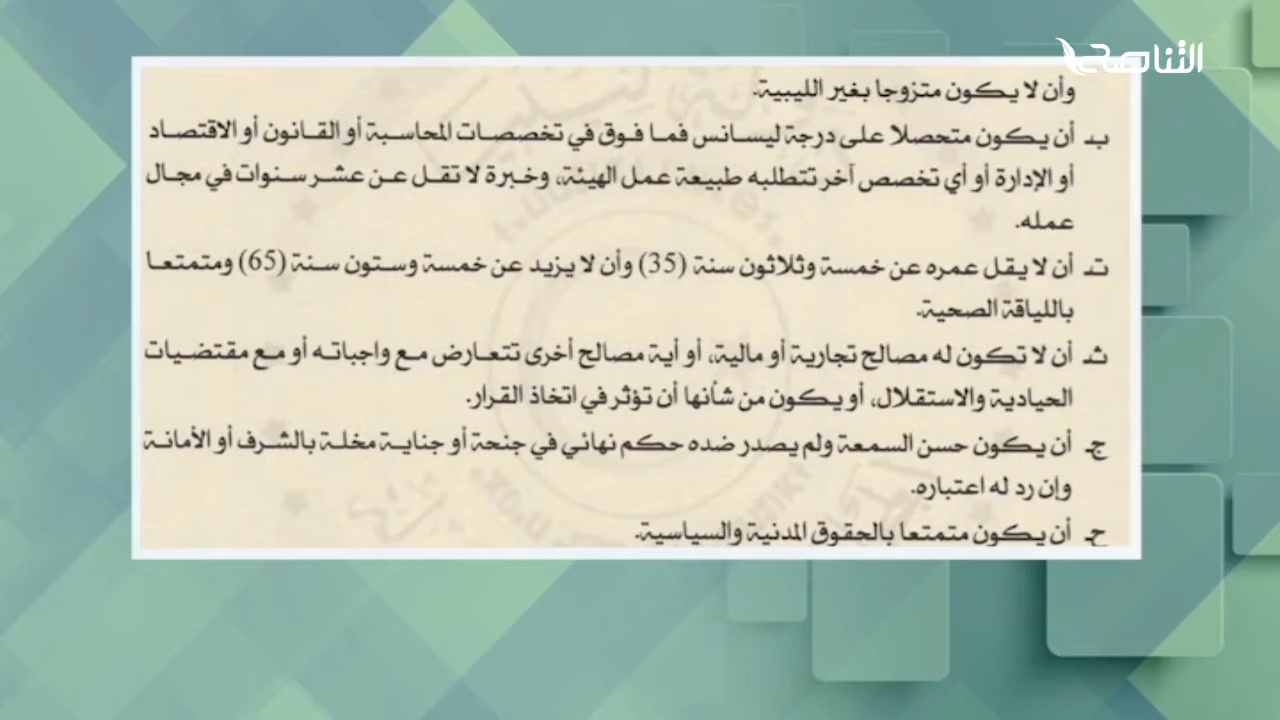 التناصح
وأن لا يكون متزوجا بغير الليبية.
ب- أن يكون متحصلا على درجة ليسانس فما فوق في تخصصات المحاسبة أو القانون أو الاقتصاد
أو الإدارة أو أي تخصص آخر تتطلبه طبيعة عمل الهيئة، وخبرة لا تقل عن عشر سنوات في مجال
عمله.
ت- أن لا يقل عمره عن خمسة وثلاثون سنة (35) وأن لا يزيد عن خمسة وستون سنة (65) ومتمتعا
باللياقة الصحية.
ث- أن لا تكون له مصالح تجارية أو مالية، أو أية مصالح أخرى تتعارض مع واجباته أو مع مقتضيات
الحيادية والاستقلال، أو يكون من شأنها أن تؤثر في اتخاذ القرار.
ج- أن يكون حسن السمعة ولم يصدر ضده حكم نهائي في جنحة أو جناية مخلة بالشرف أو الأمانة
وإن رد له اعتباره.
ح- أن يكون متمتعا بالحقوق المدنية والسياسية.